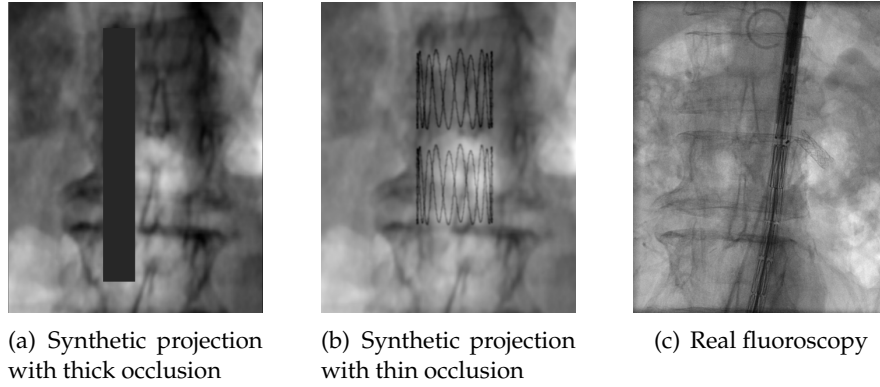 (a) Synthetic projection
with thick occlusion
(b) Synthetic projection
with thin occlusion
(c) Real fluoroscopy